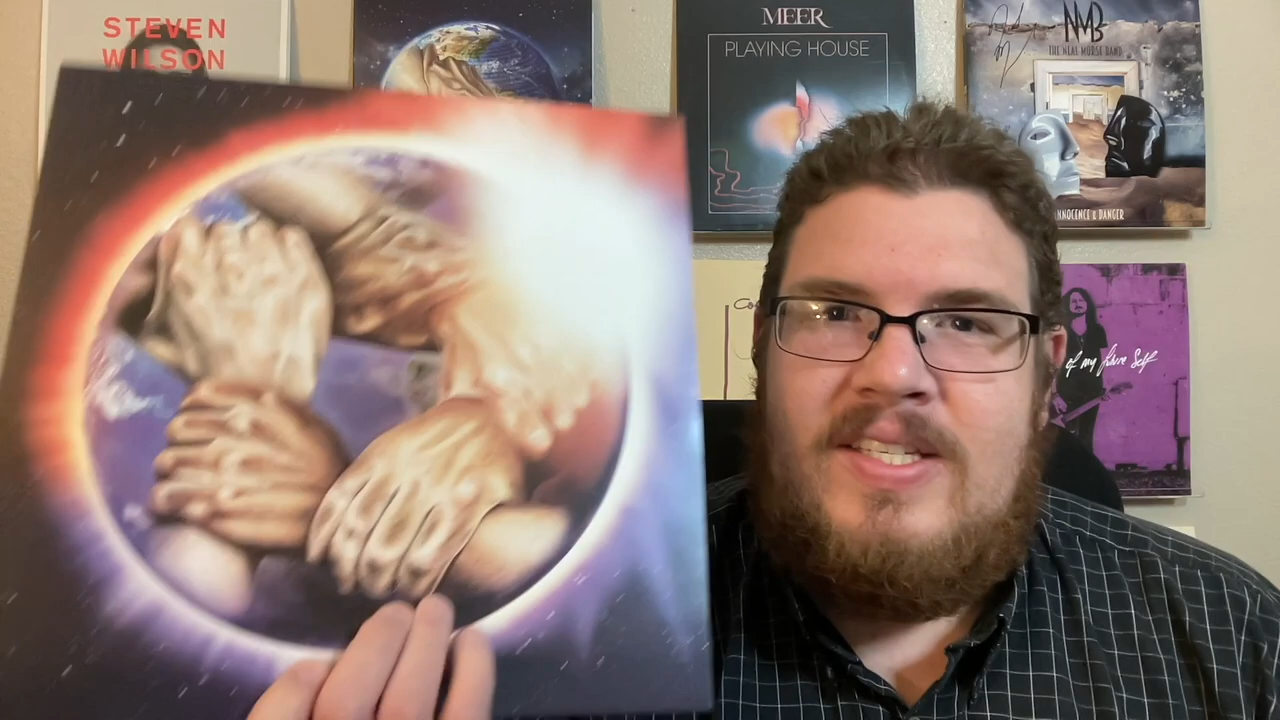 STEVEN
WILSON
MEER
PLAYING HOUSE
NMB
THE NEAL MORSE BAND
INNOCENCE & DANGER
of my future Self